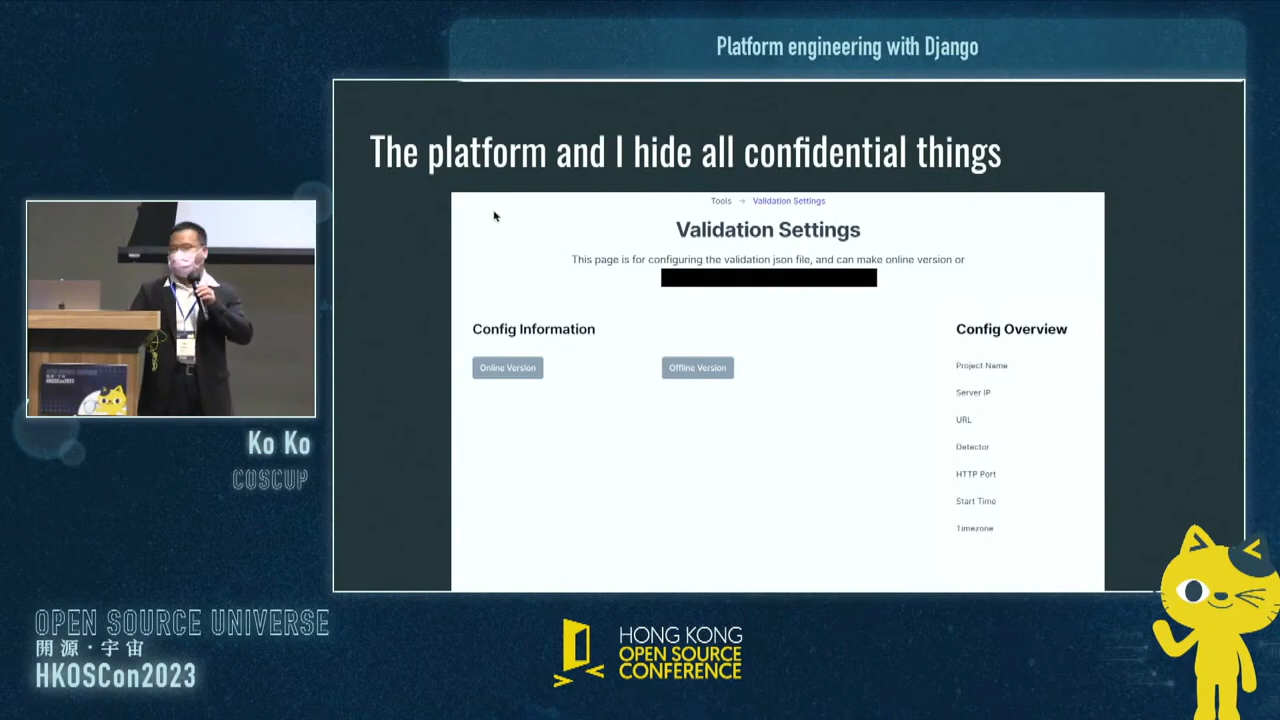 Platform engineering with Django
The platform and I hide all confidential things
Tools → Validation Settings
Validation Settings
This page is for configuring the validation json file, and can make online version or
Config Information
Online Version
Offline Version
Config Overview
Project Name
Server IP
URL
Detector
HTTP Port
Start Time
Timezone
Ko Ko
COSCUP
OPEN SOURCE UNIVERSE
開源·宇宙
HKOSCon2023
HONG KONG
OPEN SOURCE
CONFERENCE